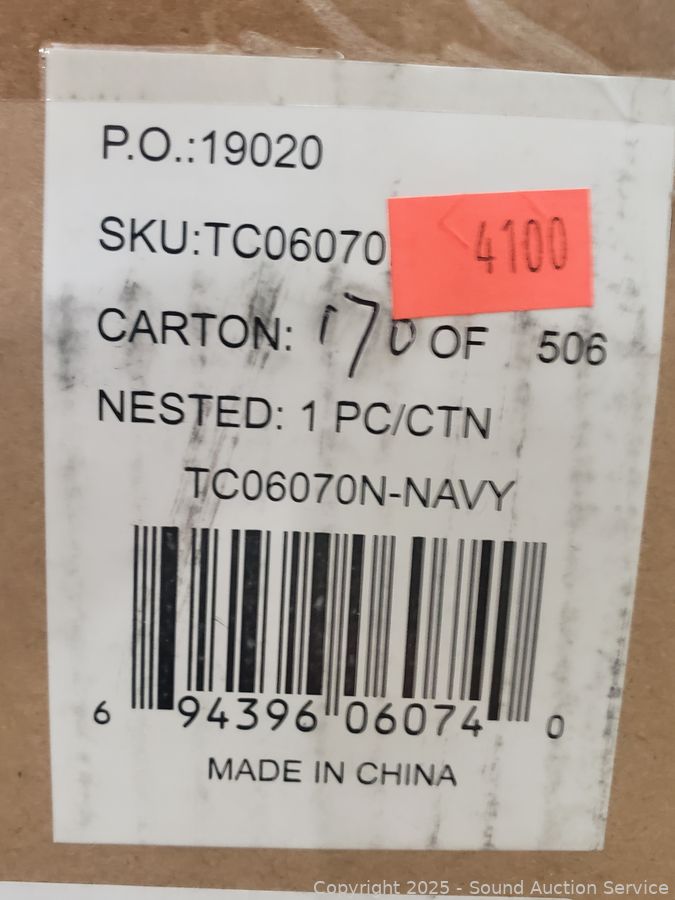 P.O.:19020
SKU:TC06070
4100
CARTON: 170 OF 506
NESTED: 1 PC/CTN
TC06070N-NAVY
6 94396 06074 0
MADE IN CHINA
Copyright 2025 - Sound Auction Service